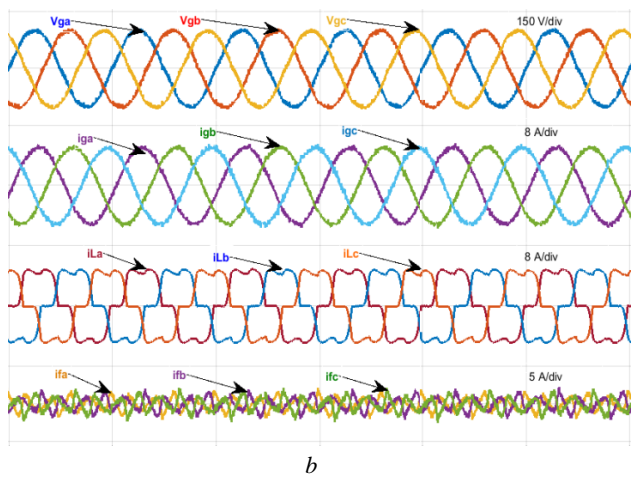 Vga Vgb Vgc 150 V/div
iga igb igc 8 A/div
iLa iLb iLc 8 A/div
ifa ifb ifc 5 A/div
b